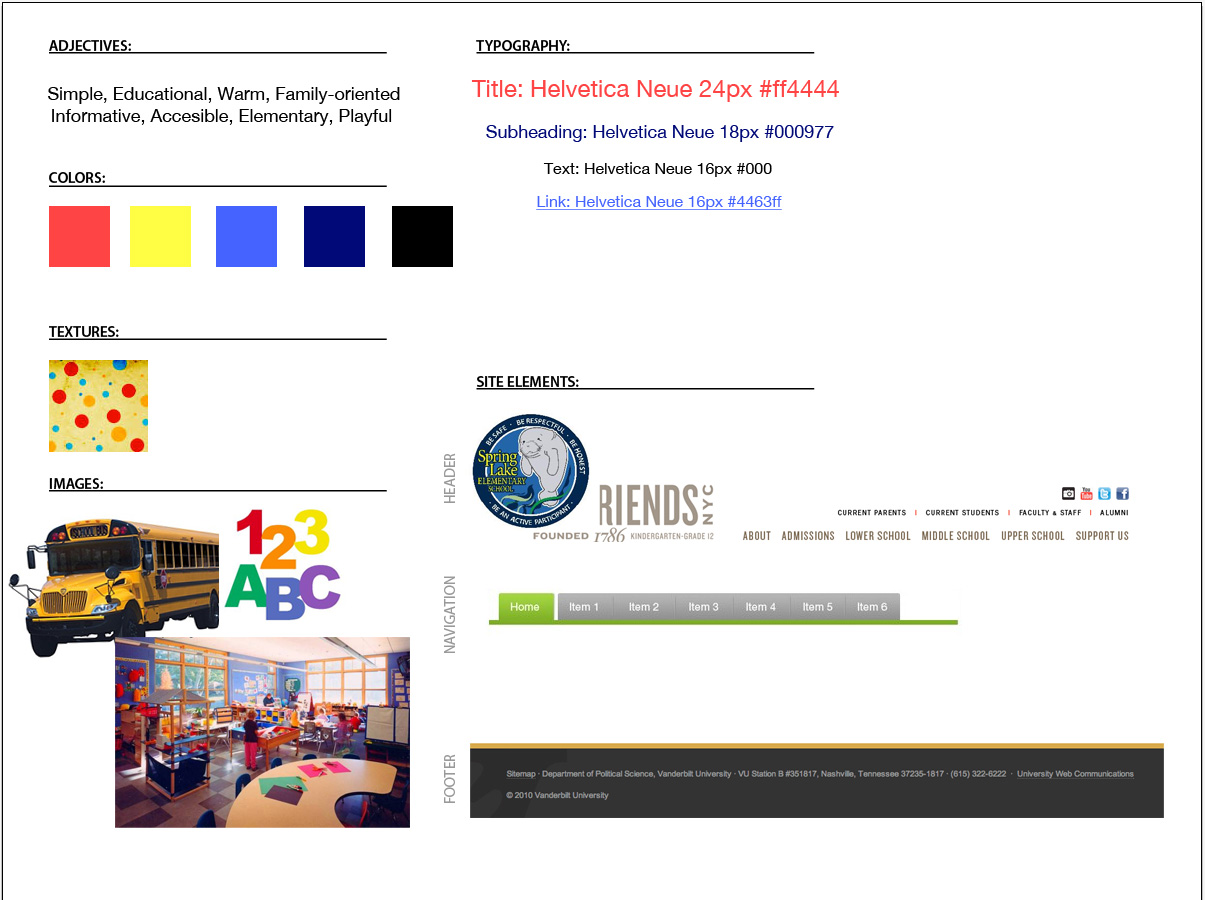 ADJECTIVES:
Simple, Educational, Warm, Family-oriented
Informative, Accesible, Elementary, Playful
COLORS:
TEXTURES:
IMAGES:
SCHOOL BUS
123
ABC
TYPOGRAPHY:
Title: Helvetica Neue 24px #ff4444
Subheading: Helvetica Neue 18px #000977
Text: Helvetica Neue 16px #000
Link: Helvetica Neue 16px #4463ff
SITE ELEMENTS:
HEADER
BE SAFE · BE RESPECTFUL · BE HONEST
Spring
Lake
ELEMENTARY
SCHOOL
· BE AN ACTIVE PARTICIPANT ·
RIENDS
NYC
FOUNDED 1786 KINDERGARTEN-GRADE 12
You
Tube
CURRENT PARENTS | CURRENT STUDENTS | FACULTY & STAFF | ALUMNI
ABOUT ADMISSIONS LOWER SCHOOL MIDDLE SCHOOL UPPER SCHOOL SUPPORT US
NAVIGATION
Home Item 1 Item 2 Item 3 Item 4 Item 5 Item 6
FOOTER
Sitemap · Department of Political Science, Vanderbilt University · VU Station B #351817, Nashville, Tennessee 37235-1817 · (615) 322-6222 · University Web Communications
© 2010 Vanderbilt University